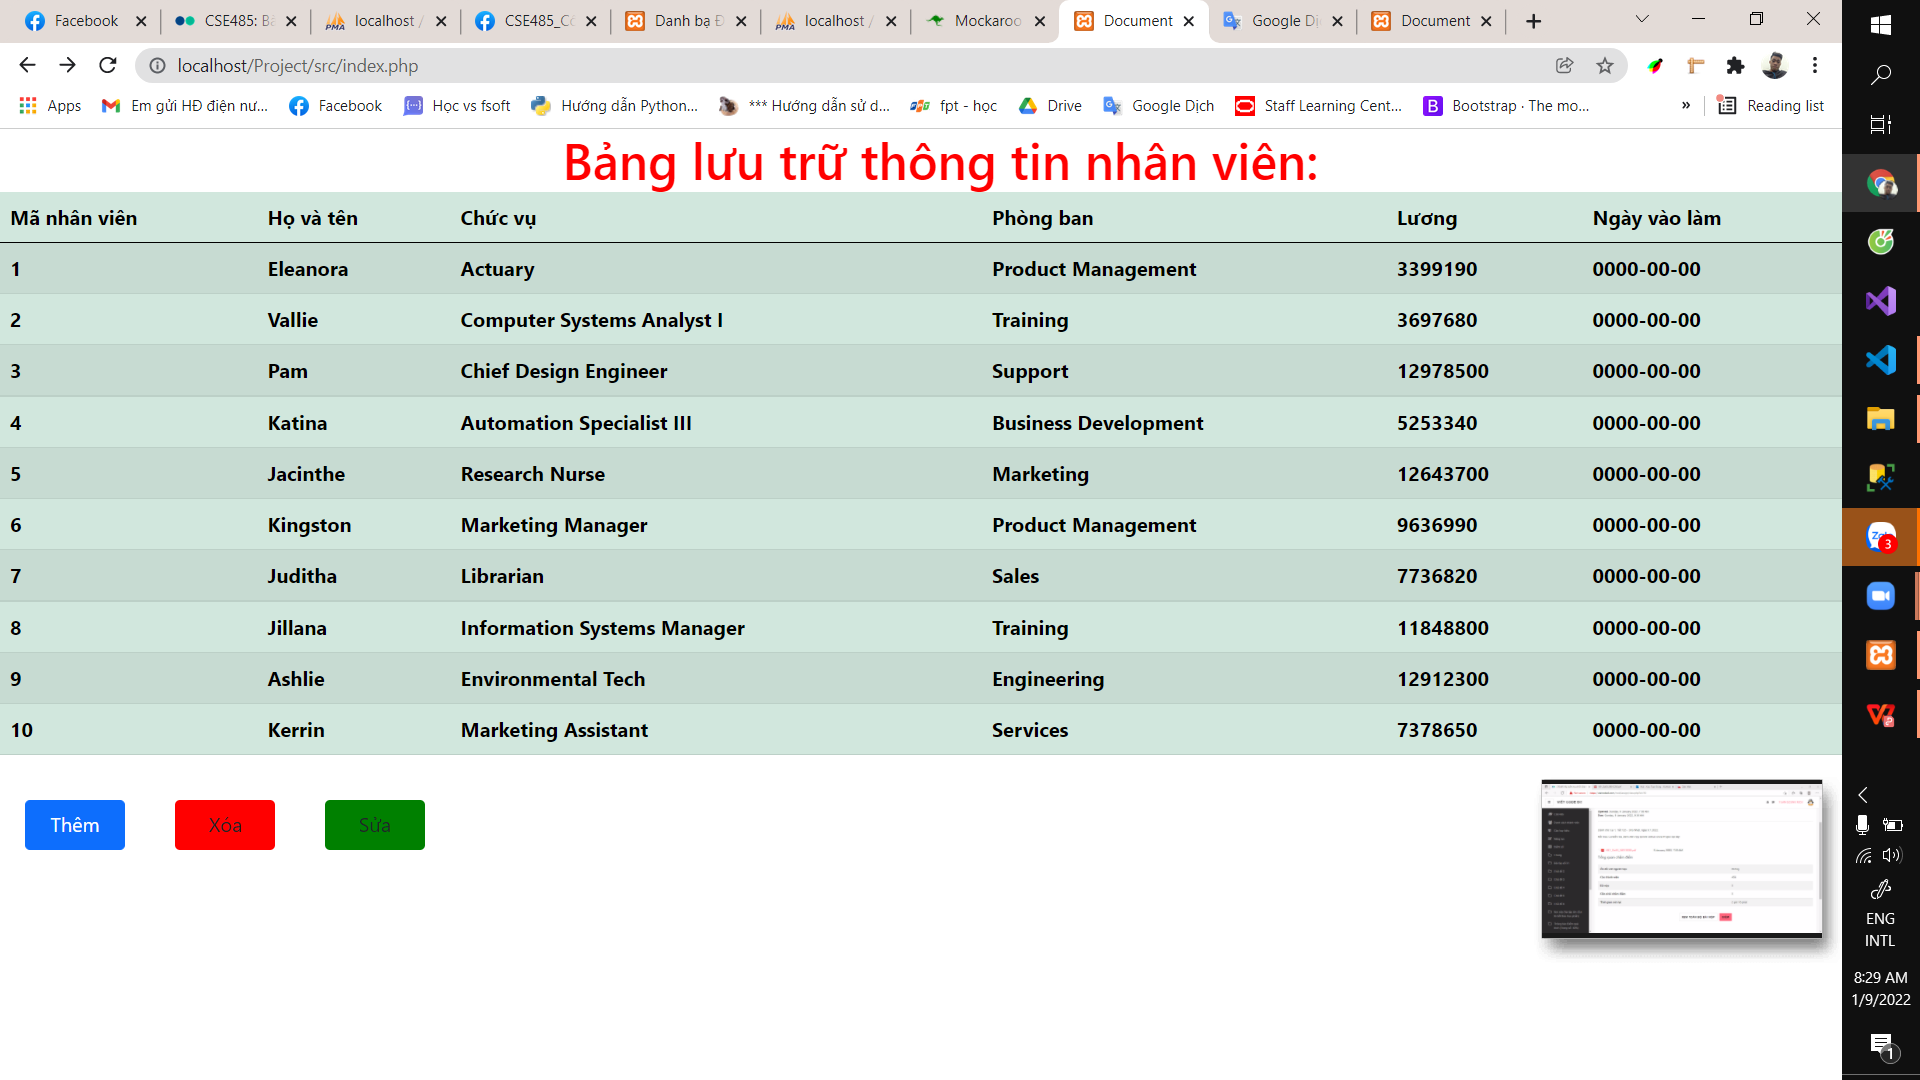 Facebook
CSE485: Bà
localhost /
CSE485_Cô
Danh bạ Đ
localhost /
Mockaroo
Document
Google Dị
Document
localhost/Project/src/index.php
Apps
Em gửi HĐ điện nư...
Facebook
Học vs fsoft
Hướng dẫn Python...
*** Hướng dẫn sử d...
fpt - học
Drive
Google Dịch
Staff Learning Cent...
Bootstrap · The mo...
»
Reading list
Bảng lưu trữ thông tin nhân viên:
Mã nhân viên Họ và tên Chức vụ Phòng ban Lương Ngày vào làm
1 Eleanora Actuary Product Management 3399190 0000-00-00
2 Vallie Computer Systems Analyst I Training 3697680 0000-00-00
3 Pam Chief Design Engineer Support 12978500 0000-00-00
4 Katina Automation Specialist III Business Development 5253340 0000-00-00
5 Jacinthe Research Nurse Marketing 12643700 0000-00-00
6 Kingston Marketing Manager Product Management 9636990 0000-00-00
7 Juditha Librarian Sales 7736820 0000-00-00
8 Jillana Information Systems Manager Training 11848800 0000-00-00
9 Ashlie Environmental Tech Engineering 12912300 0000-00-00
10 Kerrin Marketing Assistant Services 7378650 0000-00-00
Thêm
Xóa
Sửa
3
ENG
INTL
8:29 AM
1/9/2022
1